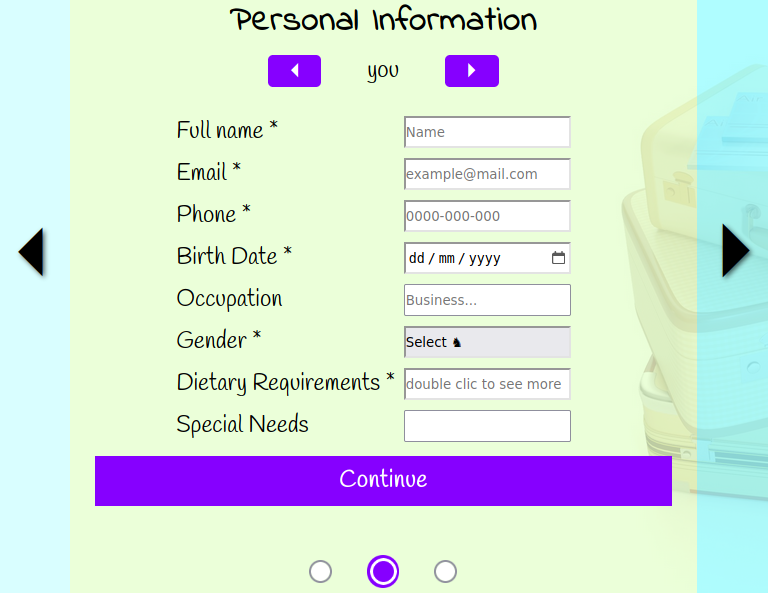 Personal Information
you
Full name * Name
Email * example@mail.com
Phone * 0000-000-000
Birth Date * dd / mm / yyyy
Occupation Business...
Gender * Select ♞
Dietary Requirements * double clic to see more
Special Needs
Continue